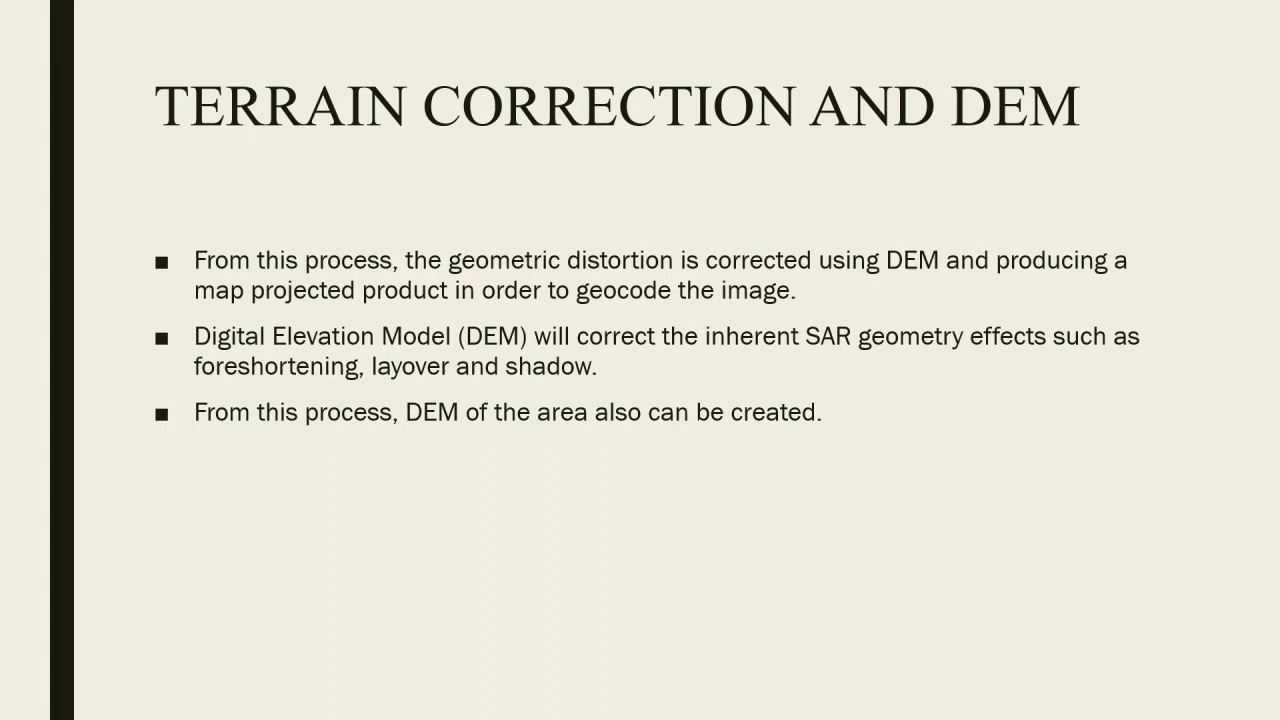 TERRAIN CORRECTION AND DEM
■ From this process, the geometric distortion is corrected using DEM and producing a
map projected product in order to geocode the image.
■ Digital Elevation Model (DEM) will correct the inherent SAR geometry effects such as
foreshortening, layover and shadow.
■ From this process, DEM of the area also can be created.